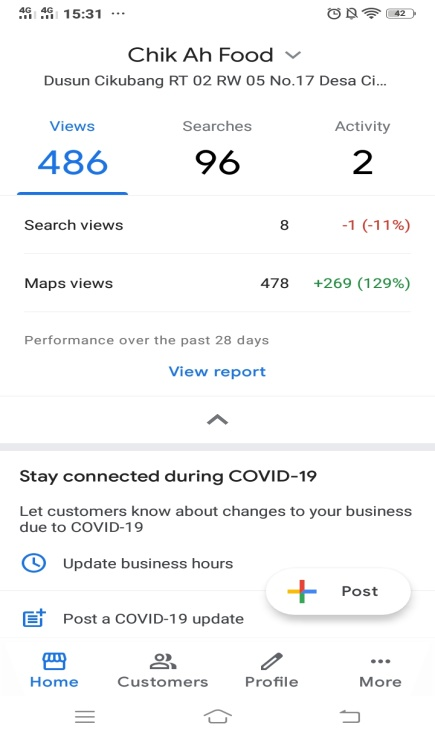 4G 4G 15:31 ··· 42
Chik Ah Food
Dusun Cikubang RT 02 RW 05 No.17 Desa Ci...
Views Searches Activity
486 96 2
Search views 8 -1 (-11%)
Maps views 478 +269 (129%)
Performance over the past 28 days
View report
Stay connected during COVID-19
Let customers know about changes to your business
due to COVID-19
Update business hours
Post
Post a COVID-19 update
Home Customers Profile More